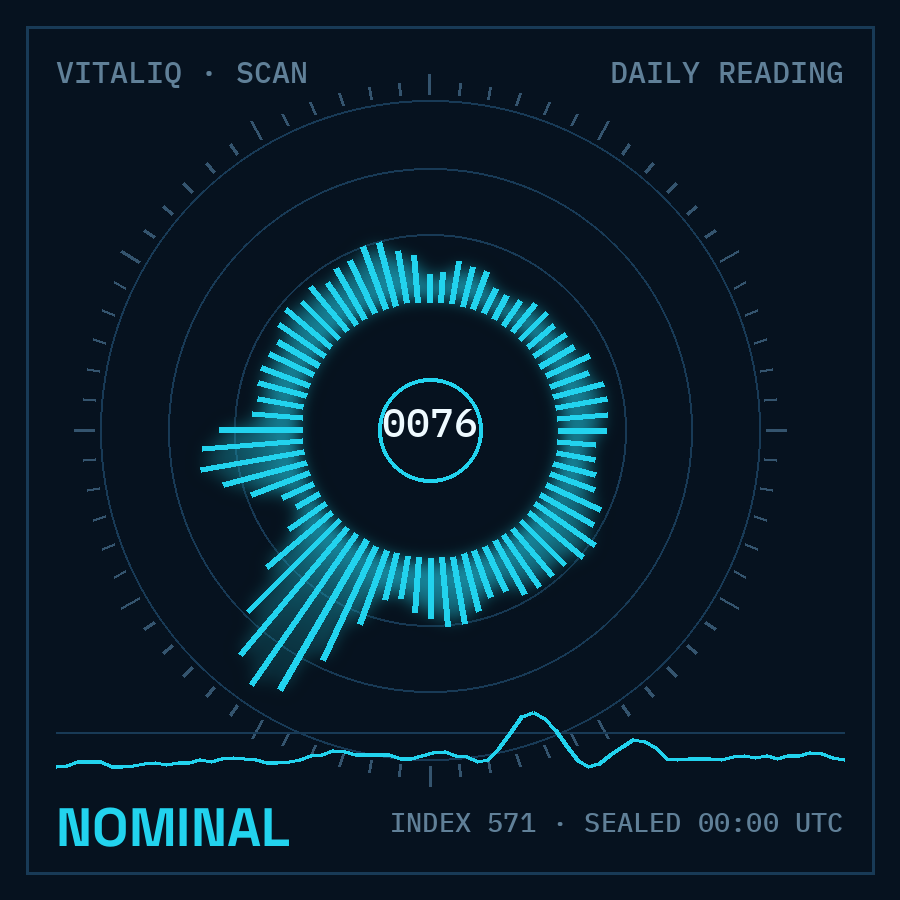 VITALIQ · SCAN
DAILY READING
0076
NOMINAL
INDEX 571 · SEALED 00:00 UTC